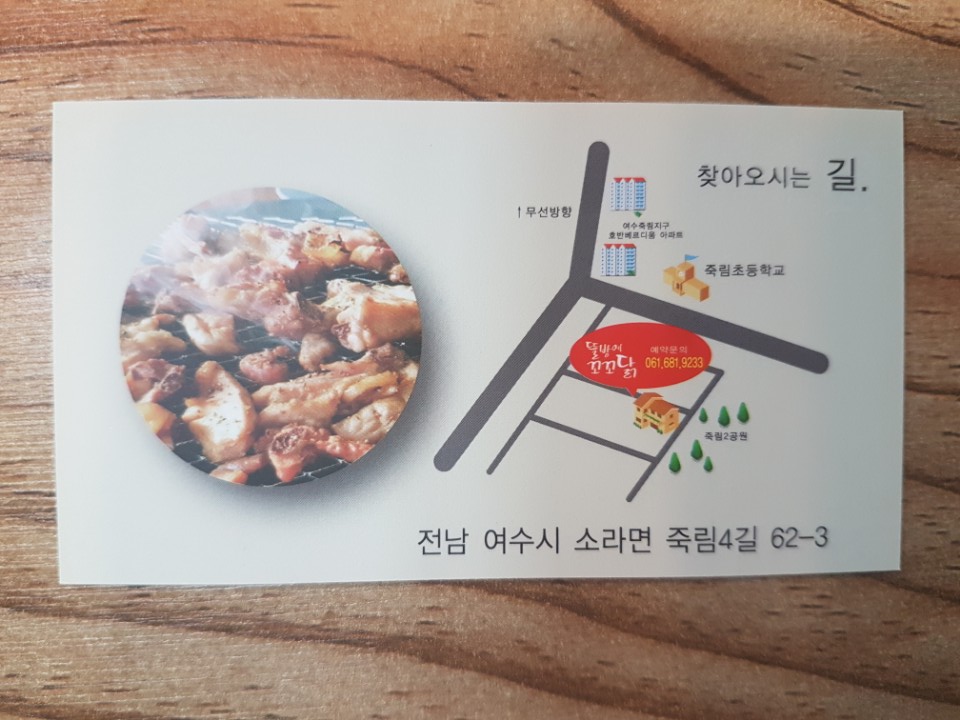 찾아오시는 길.
↑무선방향
여수죽림지구
호반베르디움 아파트
죽림초등학교
뜰밖에
꼬꼬닭
예약문의
061.681.9233
죽림2공원
전남 여수시 소라면 죽림4길 62-3